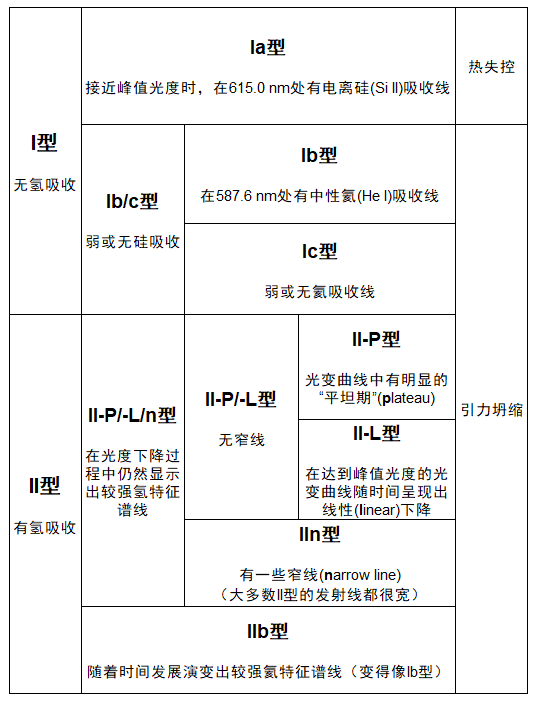 Ia型
接近峰值光度时，在615.0 nm处有电离硅(Si II)吸收线
热失控
I型
无氢吸收
Ib/c型
弱或无硅吸收
Ib型
在587.6 nm处有中性氦(He I)吸收线
Ic型
弱或无氦吸收线
引力坍缩
II型
有氢吸收
II-P/-L/n型
在光度下降过
程中仍然显示
出较强氢特征
谱线
II-P/-L型
无窄线
II-P型
光变曲线中有明显的
“平坦期”(plateau)
II-L型
在达到峰值光度的光
变曲线随时间呈现出
线性(linear)下降
IIn型
有一些窄线(narrow line)
（大多数II型的发射线都很宽）
IIb型
随着时间发展演变出较强氦特征谱线（变得像Ib型）